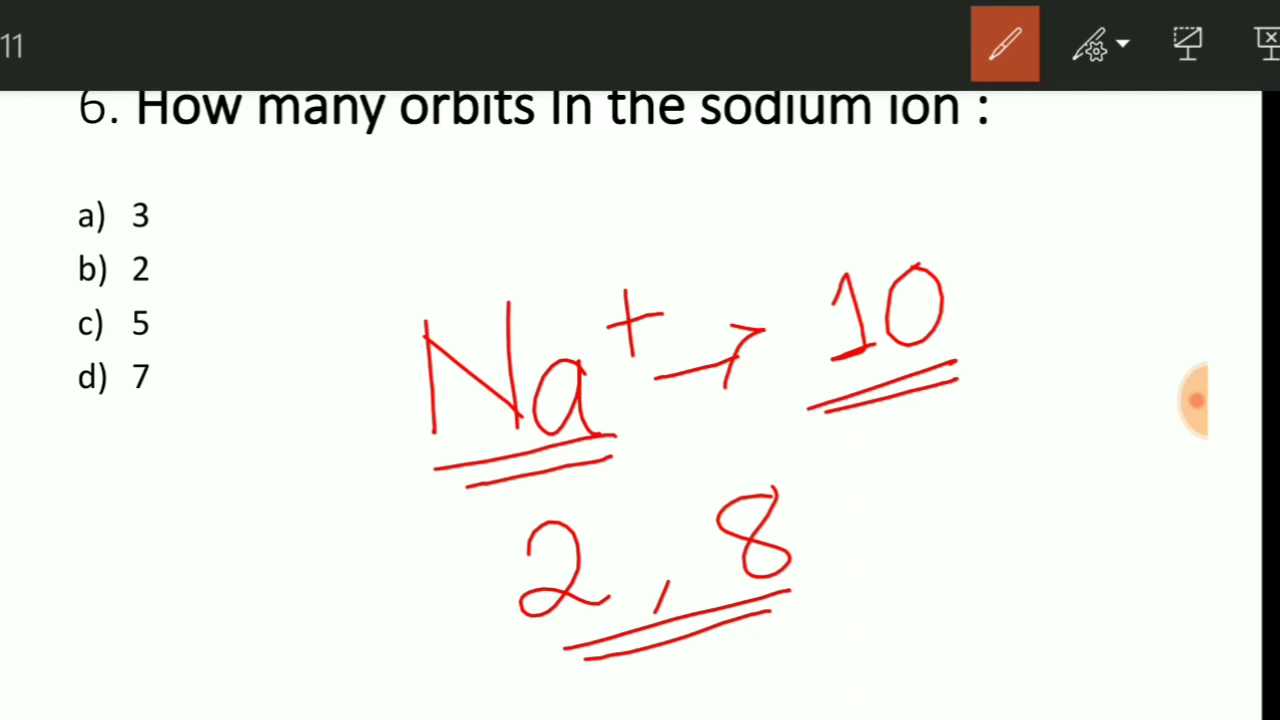 11
6. How many orbits In the sodium ion :
a) 3
b) 2
c) 5
d) 7
Na⁺ → 10
2 , 8